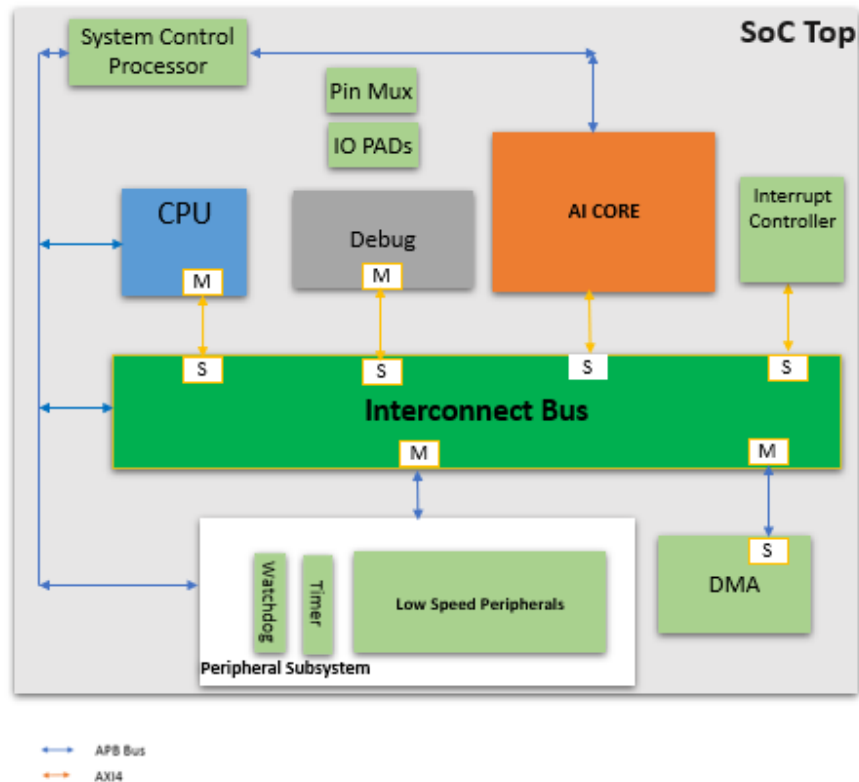 SoC Top
System Control
Processor
Pin Mux
IO PADs
CPU
M
Debug
M
AI CORE
Interrupt
Controller
S
S
S
S
Interconnect Bus
M
M
S
DMA
Watchdog
Timer
Low Speed Peripherals
Peripheral Subsystem
APB Bus
AXI4